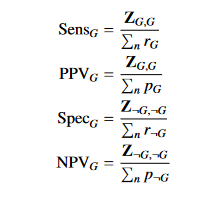 Sens_G = Z_{G,G} / ∑_n r_G
PPV_G = Z_{G,G} / ∑_n p_G
Spec_G = Z_{¬G,¬G} / ∑_n r_{¬G}
NPV_G = Z_{¬G,¬G} / ∑_n p_{¬G}